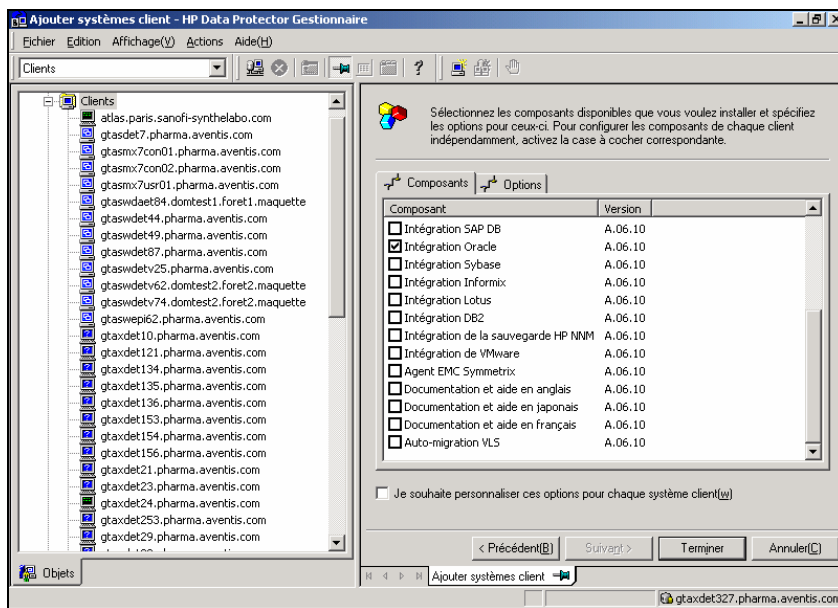 Ajouter systèmes client - HP Data Protector Gestionnaire
Fichier Edition Affichage(V) Actions Aide(H)
Clients
Clients
atlas.paris.sanofi-synthelabo.com
gtasdet7.pharma.aventis.com
gtasmx7con01.pharma.aventis.com
gtasmx7con02.pharma.aventis.com
gtasmx7usr01.pharma.aventis.com
gtaswdaet84.domtest1.foret1.maquette
gtaswdet44.pharma.aventis.com
gtaswdet49.pharma.aventis.com
gtaswdet87.pharma.aventis.com
gtaswdetv25.pharma.aventis.com
gtaswdetv62.domtest2.foret2.maquette
gtaswdetv74.domtest2.foret2.maquette
gtaswepi62.pharma.aventis.com
gtaxdet10.pharma.aventis.com
gtaxdet121.pharma.aventis.com
gtaxdet134.pharma.aventis.com
gtaxdet135.pharma.aventis.com
gtaxdet136.pharma.aventis.com
gtaxdet153.pharma.aventis.com
gtaxdet154.pharma.aventis.com
gtaxdet156.pharma.aventis.com
gtaxdet21.pharma.aventis.com
gtaxdet23.pharma.aventis.com
gtaxdet24.pharma.aventis.com
gtaxdet253.pharma.aventis.com
gtaxdet29.pharma.aventis.com
Objets
Sélectionnez les composants disponibles que vous voulez installer et spécifiez
les options pour ceux-ci. Pour configurer les composants de chaque client
indépendamment, activez la case à cocher correspondante.
Composants Options
Composant Version
Intégration SAP DB A.06.10
Intégration Oracle A.06.10
Intégration Sybase A.06.10
Intégration Informix A.06.10
Intégration Lotus A.06.10
Intégration DB2 A.06.10
Intégration de la sauvegarde HP NNM A.06.10
Intégration de VMware A.06.10
Agent EMC Symmetrix A.06.10
Documentation et aide en anglais A.06.10
Documentation et aide en japonais A.06.10
Documentation et aide en français A.06.10
Auto-migration VLS A.06.10
Je souhaite personnaliser ces options pour chaque système client(w)
< Précédent(B) Suivant > Terminer Annuler(C)
Ajouter systèmes client
gtaxdet327.pharma.aventis.com